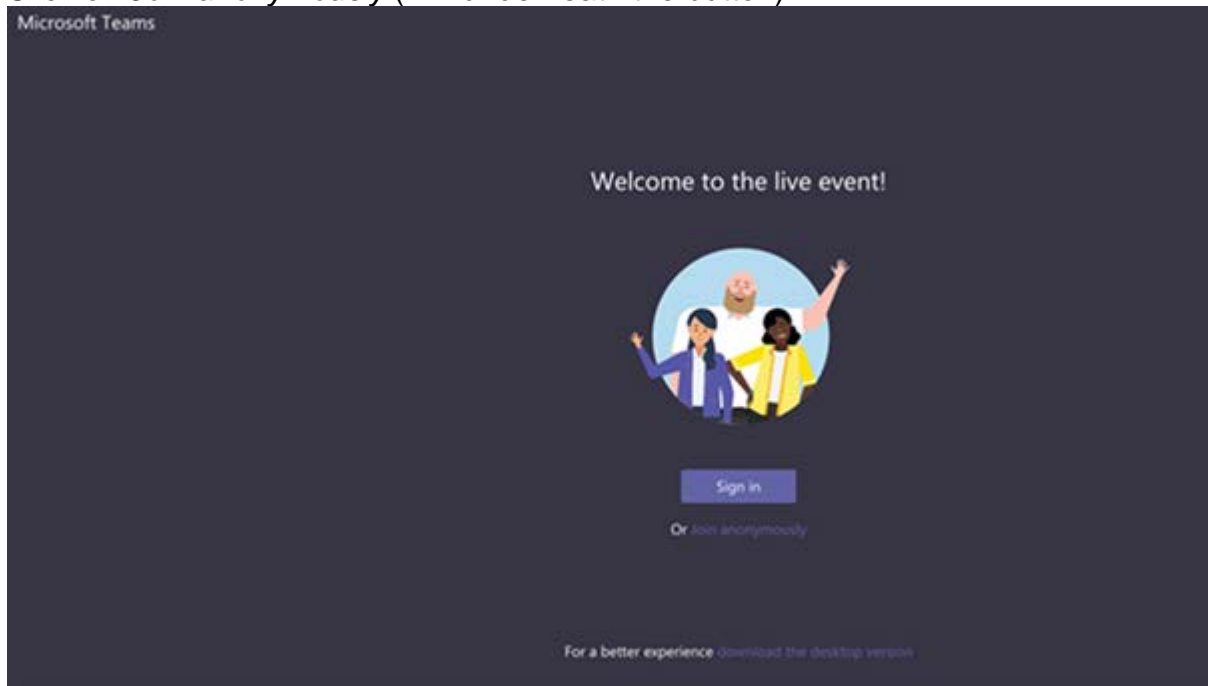 Microsoft Teams
Welcome to the live event!
Sign in
Or Join anonymously
For a better experience download the desktop version